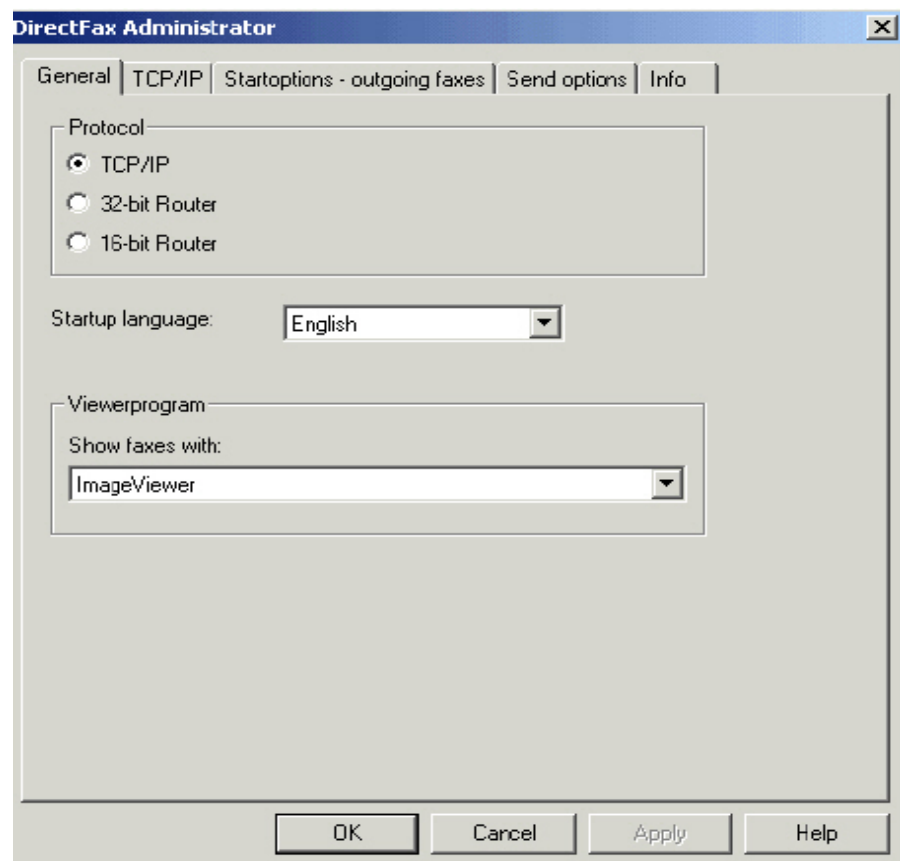 DirectFax Administrator
General TCP/IP Startoptions - outgoing faxes Send options Info
Protocol
TCP/IP
32-bit Router
16-bit Router
Startup language: English
Viewerprogram
Show faxes with:
ImageViewer
OK Cancel Apply Help